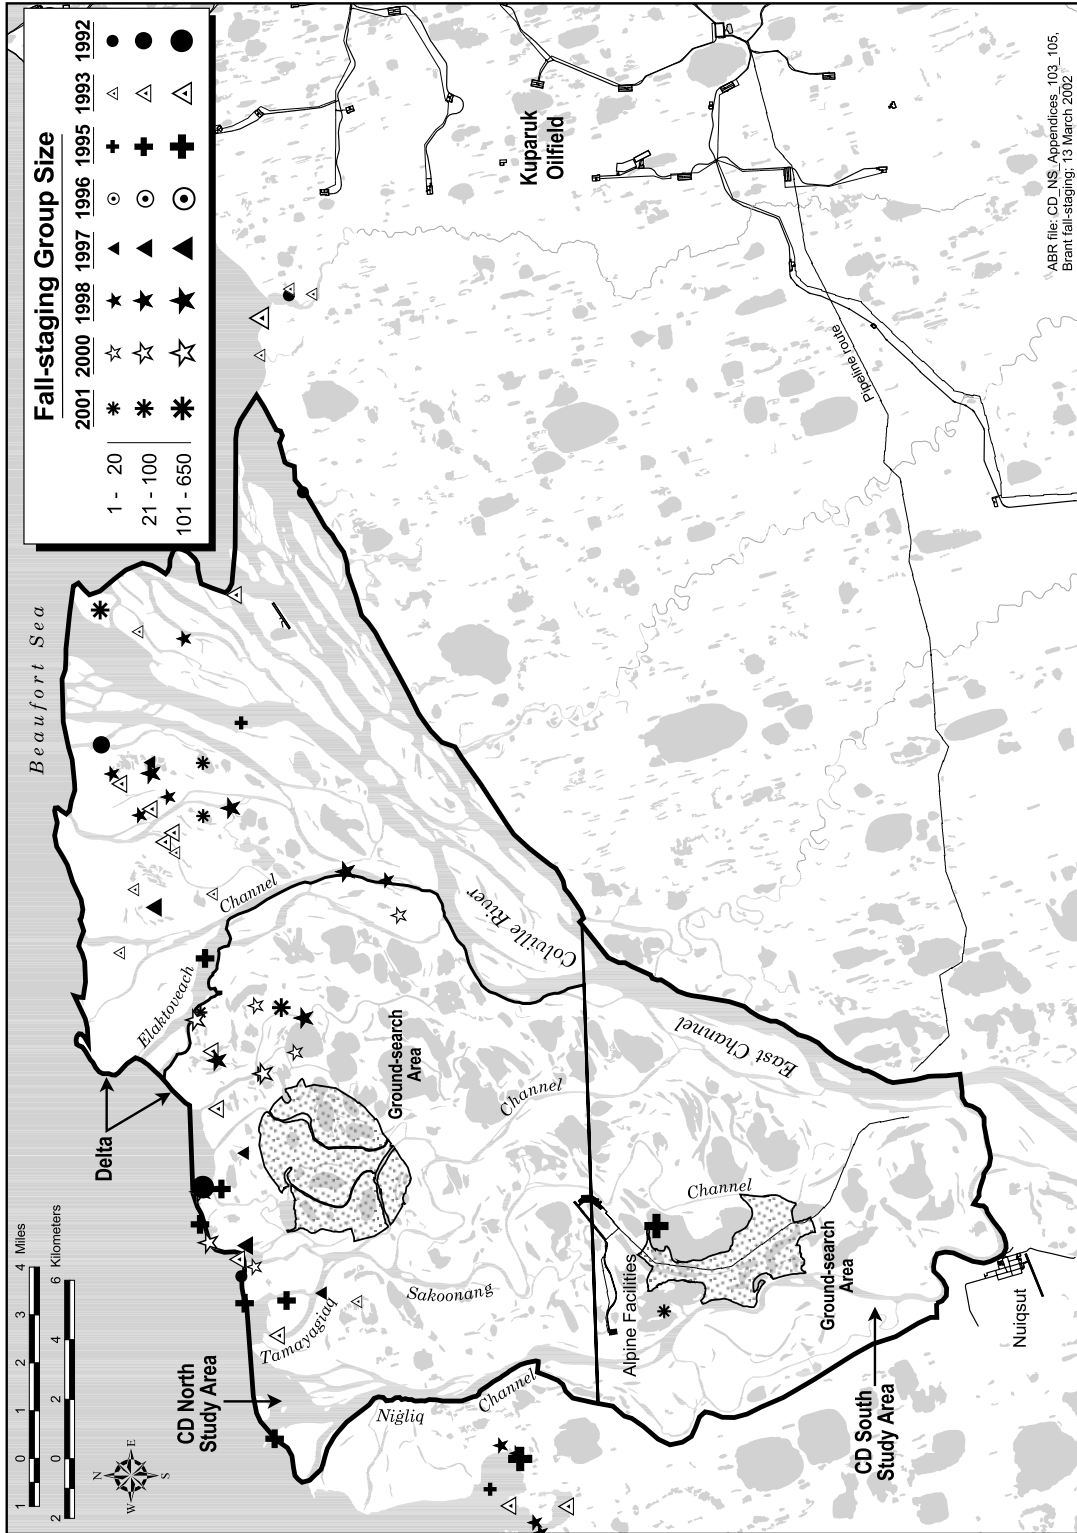 Fall-staging Group Size
2001 2000 1998 1997 1996 1995 1993 1992
1 - 20
21 - 100
101 - 650
Beaufort Sea
Kuparuk
Oilfield
Pipeline route
Elaktoveach
Channel
Colville River
East Channel
Delta
Ground-search
Area
Channel
Channel
Tamayagiaq
Sakoonang
Nigliq
Channel
Alpine Facilities
Ground-search
Area
CD North
Study Area
CD South
Study Area
Nuiqsut
1 0 1 2 3 4 Miles
2 0 2 4 6 Kilometers
N
E
S
W
ABR file: CD_NS_Appendices_103_105,
Brant fall-staging: 13 March 2002